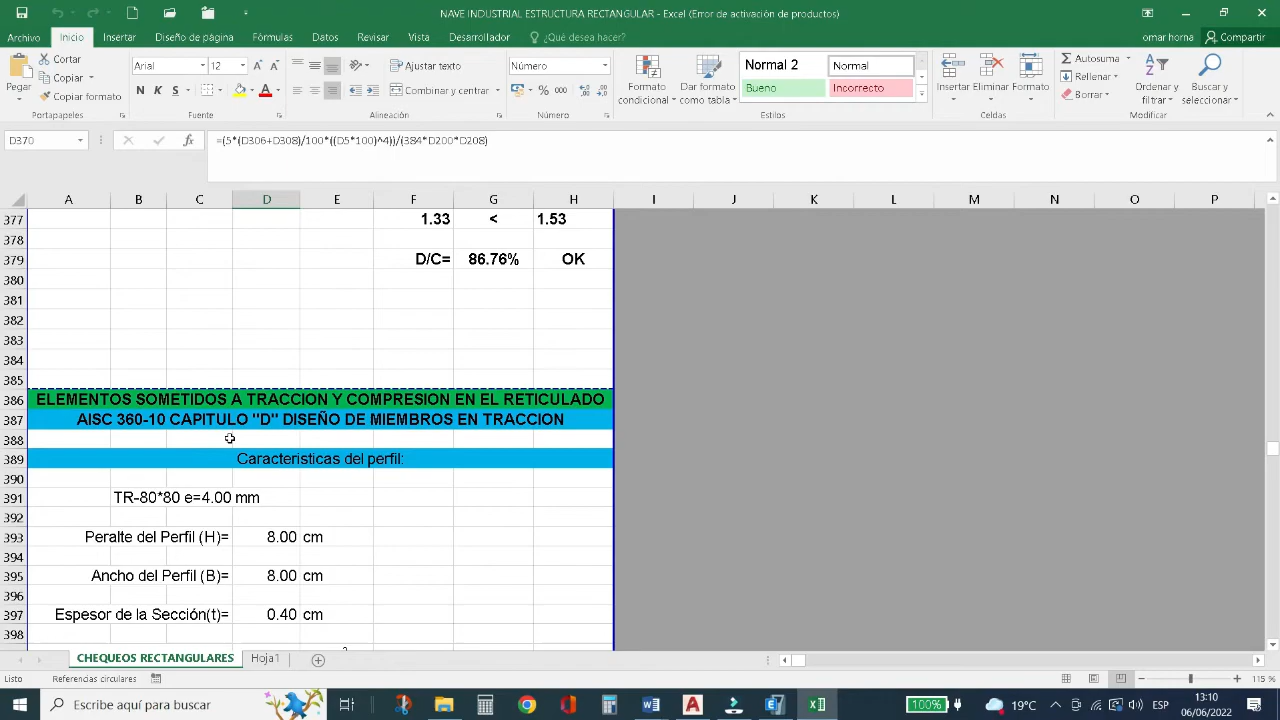 NAVE INDUSTRIAL ESTRUCTURA RECTANGULAR - Excel (Error de activación de productos)
Archivo Inicio Insertar Diseño de página Fórmulas Datos Revisar Vista Desarrollador ¿Qué desea hacer? omar horna Compartir
Pegar
Cortar
Copiar
Copiar formato
Portapapeles
Arial 12
N K S
Fuente
Ajustar texto
Combinar y centrar
Alineación
Número
% 000
Número
Formato condicional
Dar formato como tabla
Normal 2 Normal
Bueno Incorrecto
Estilos
Insertar Eliminar Formato
Celdas
Autosuma
Rellenar
Borrar
Ordenar y filtrar
Buscar y seleccionar
Modificar
D370 fx =(5*(D306+D308)/100*((D5*100)^4))/(384*D200*D208)
A B C D E F G H I J K L M N O P
377 1.33 < 1.53
378
379 D/C= 86.76% OK
380
381
382
383
384
385
386 ELEMENTOS SOMETIDOS A TRACCION Y COMPRESION EN EL RETICULADO
387 AISC 360-10 CAPITULO "D" DISEÑO DE MIEMBROS EN TRACCION
388
389 Caracteristicas del perfil:
390
391 TR-80*80 e=4.00 mm
392
393 Peralte del Perfil (H)= 8.00 cm
394
395 Ancho del Perfil (B)= 8.00 cm
396
397 Espesor de la Sección(t)= 0.40 cm
398
CHEQUEOS RECTANGULARES Hoja1
Listo Referencias circulares 115 %
Escribe aquí para buscar 100% 19°C ESP 13:10
06/06/2022